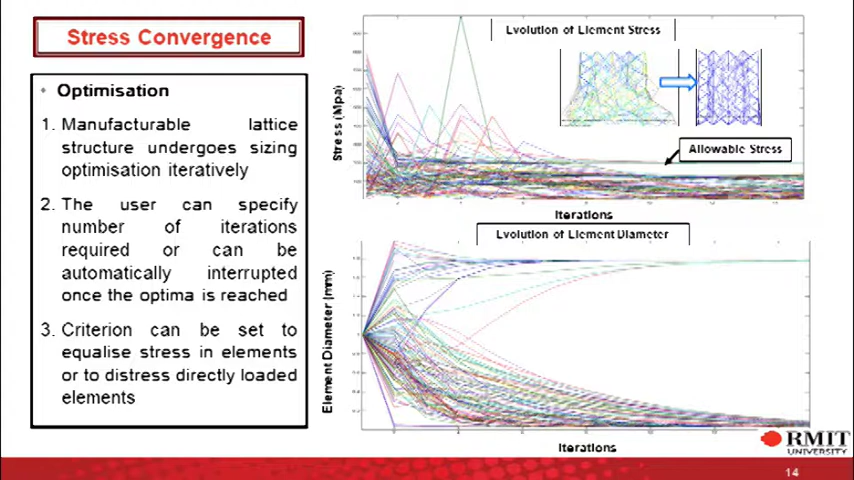 Stress Convergence
Optimisation
1. Manufacturable lattice
structure undergoes sizing
optimisation iteratively
2. The user can specify
number of iterations
required or can be
automatically interrupted
once the optima is reached
3. Criterion can be set to
equalise stress in elements
or to distress directly loaded
elements
Evolution of Element Stress
Stress (Mpa)
Allowable Stress
Iterations
Evolution of Element Diameter
Element Diameter (mm)
Iterations
RMIT
UNIVERSITY
14